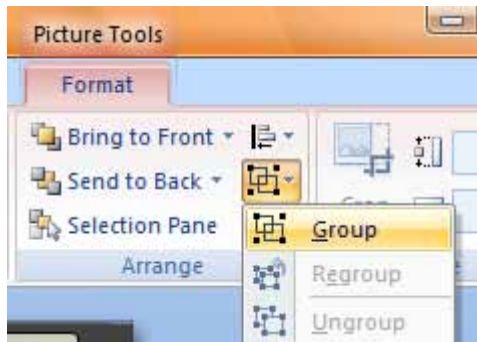 Picture Tools
Format
Bring to Front
Send to Back
Selection Pane
Arrange
Group
Regroup
Ungroup